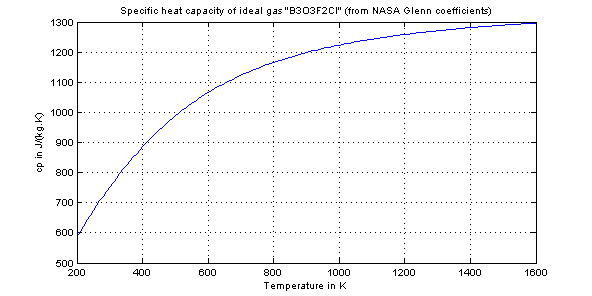 Specific heat capacity of ideal gas "B3O3F2Cl" (from NASA Glenn coefficients)
1300
1200
1100
1000
900
800
700
600
500
cp in J/(kg.K)
200 400 600 800 1000 1200 1400 1600
Temperature in K